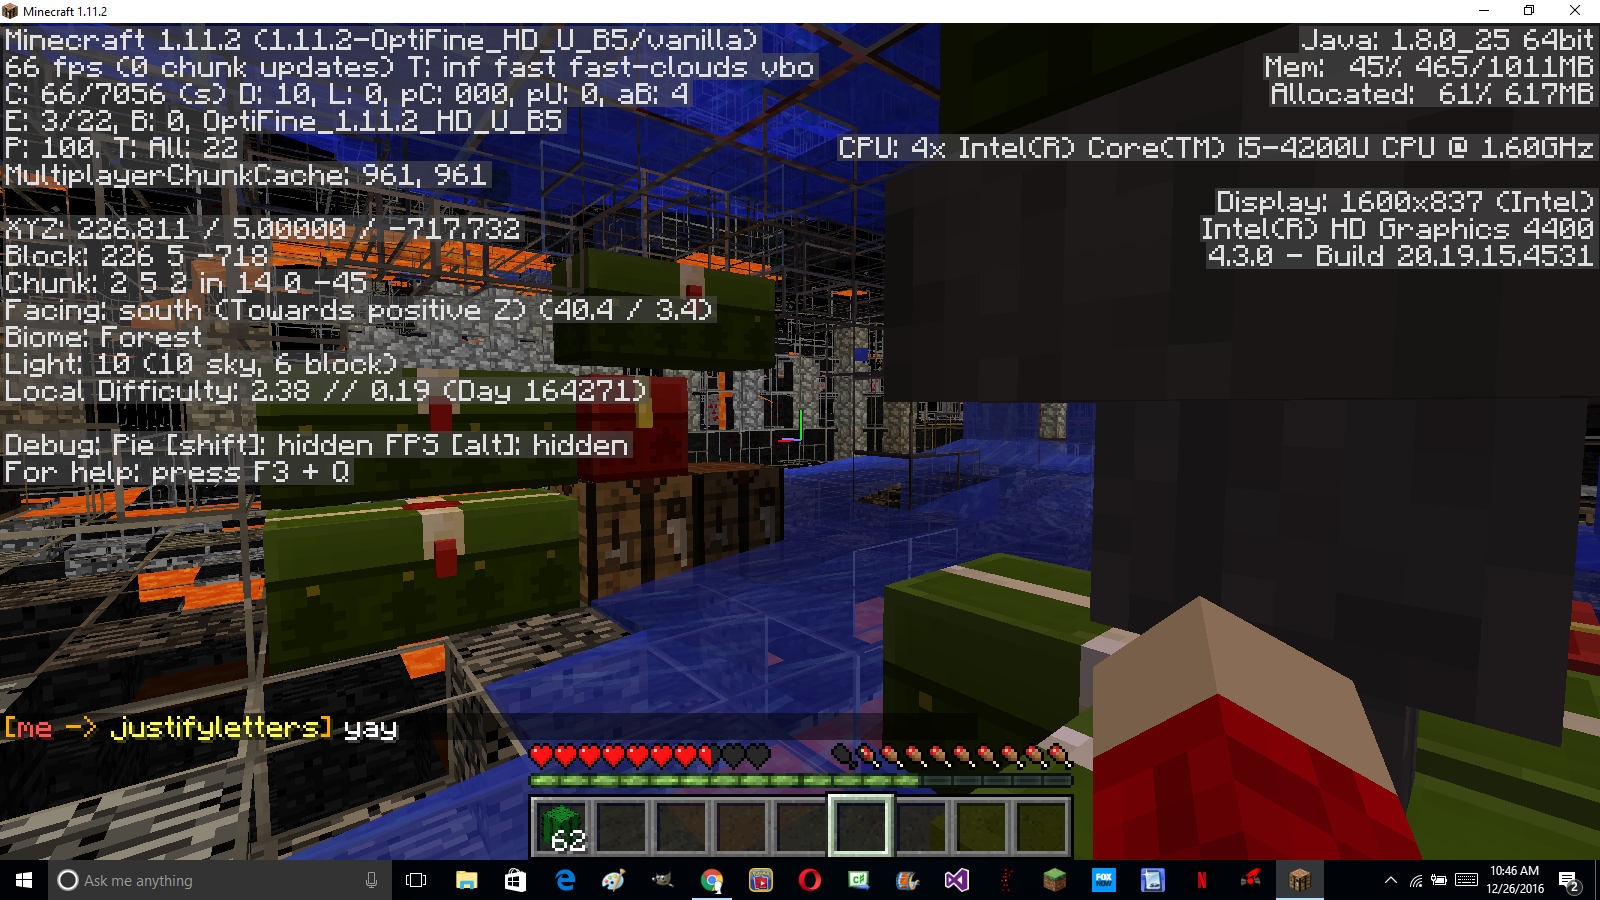 Minecraft 1.11.2
Minecraft 1.11.2 (1.11.2-OptiFine_HD_U_B5/vanilla)
66 fps (0 chunk updates) T: inf fast fast-clouds vbo
C: 66/7056 (s) D: 10, L: 0, pC: 000, pU: 0, aB: 4
E: 3/22, B: 0, OptiFine_1.11.2_HD_U_B5
P: 100, T: All: 22
MultiplayerChunkCache: 961, 961
XYZ: 226.811 / 5.00000 / -717.732
Block: 226 5 -718
Chunk: 2 5 2 in 14 0 -45
Facing: south (Towards positive Z) (40.4 / 3.4)
Biome: Forest
Light: 10 (10 sky, 6 block)
Local Difficulty: 2.38 // 0.19 (Day 164271)
Debug: Pie [shift]: hidden FPS [alt]: hidden
For help: press F3 + Q
Java: 1.8.0_25 64bit
Mem: 45% 465/1011MB
Allocated: 61% 617MB
CPU: 4x Intel(R) Core(TM) i5-4200U CPU @ 1.60GHz
Display: 1600x837 (Intel)
Intel(R) HD Graphics 4400
4.3.0 - Build 20.19.15.4531
[me -> justifyletters] yay
62
Ask me anything
FOX NOW
10:46 AM
12/26/2016
2